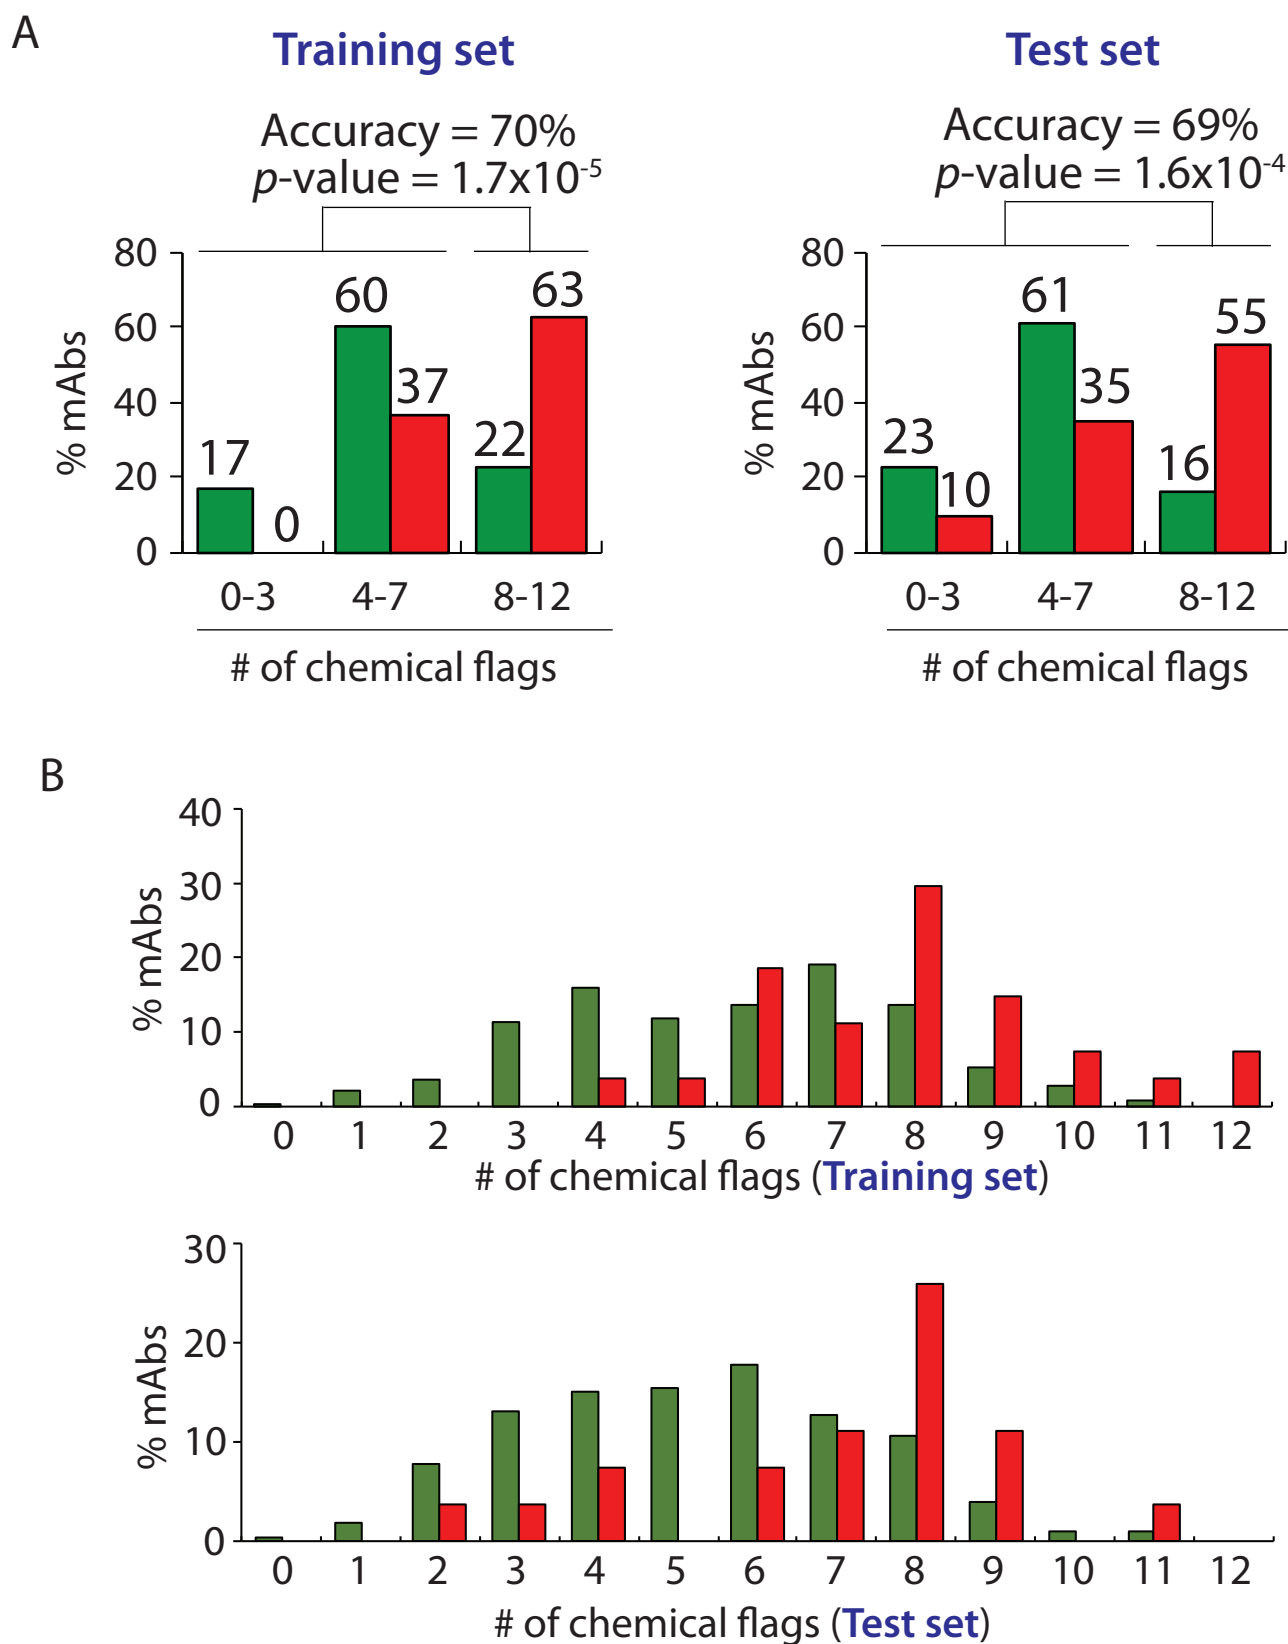 A
Training set
Test set
Accuracy = 70%
p-value = 1.7x10⁻⁵
Accuracy = 69%
p-value = 1.6x10⁻⁴
% mAbs
80
60
40
20
0
17
0
60
37
22
63
0-3 4-7 8-12
# of chemical flags
% mAbs
80
60
40
20
0
23
10
61
35
16
55
0-3 4-7 8-12
# of chemical flags
B
% mAbs
40
30
20
10
0
0 1 2 3 4 5 6 7 8 9 10 11 12
# of chemical flags (Training set)
% mAbs
30
20
10
0
0 1 2 3 4 5 6 7 8 9 10 11 12
# of chemical flags (Test set)